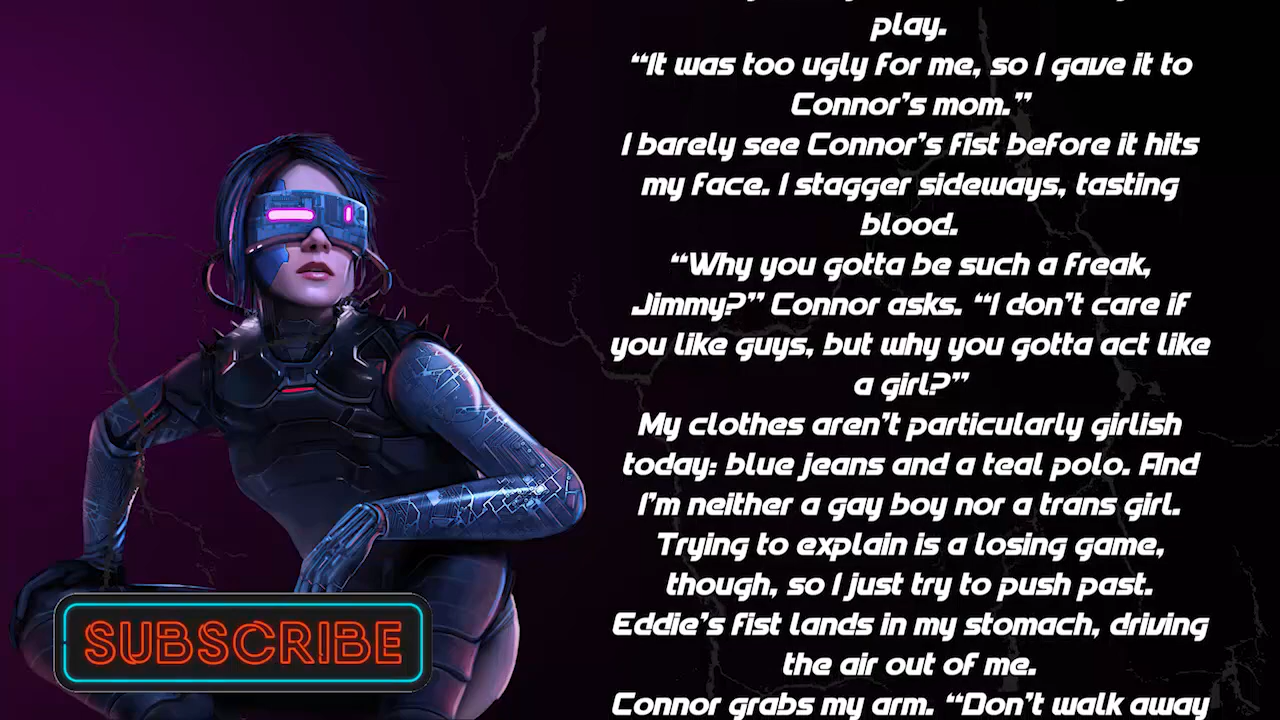 play.
“It was too ugly for me, so I gave it to
Connor’s mom.”
I barely see Connor’s fist before it hits
my face. I stagger sideways, tasting
blood.
“Why you gotta be such a freak,
Jimmy?” Connor asks. “I don’t care if
you like guys, but why you gotta act like
a girl?”
My clothes aren’t particularly girlish
today: blue jeans and a teal polo. And
I’m neither a gay boy nor a trans girl.
Trying to explain is a losing game,
though, so I just try to push past.
Eddie’s fist lands in my stomach, driving
the air out of me.
Connor grabs my arm. “Don’t walk away
SUBSCRIBE